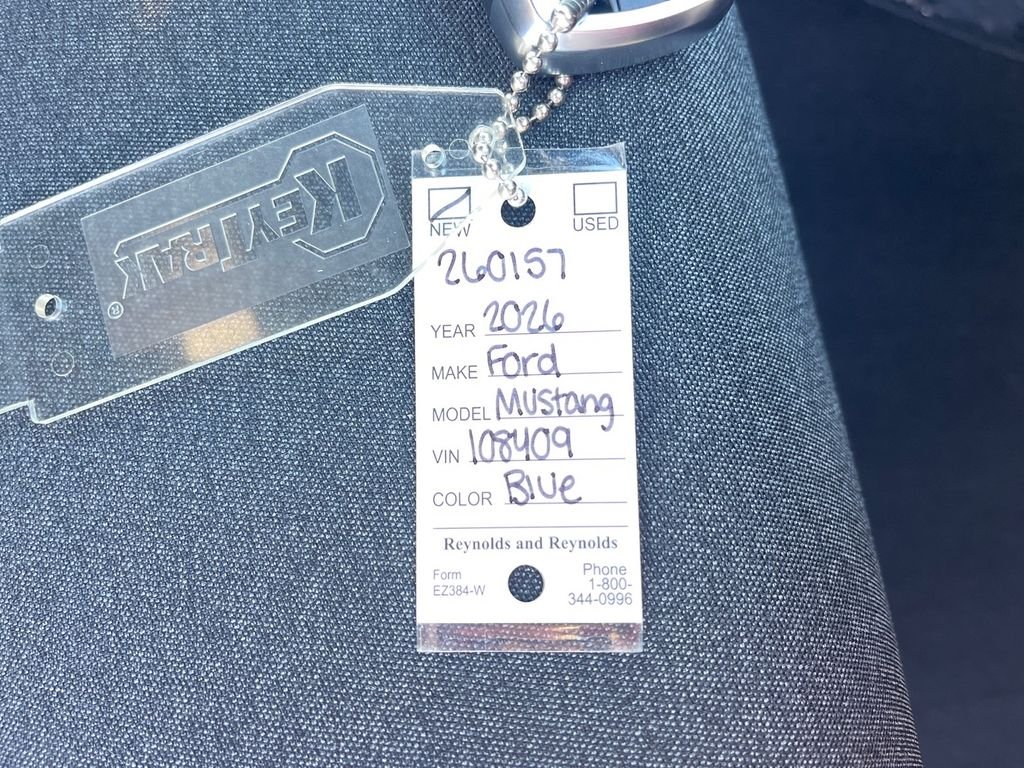 KEYTRAK®
NEW USED
260157
YEAR 2026
MAKE Ford
MODEL Mustang
VIN 108409
COLOR Blue
Reynolds and Reynolds
Form
EZ384-W
Phone
1-800-
344-0996